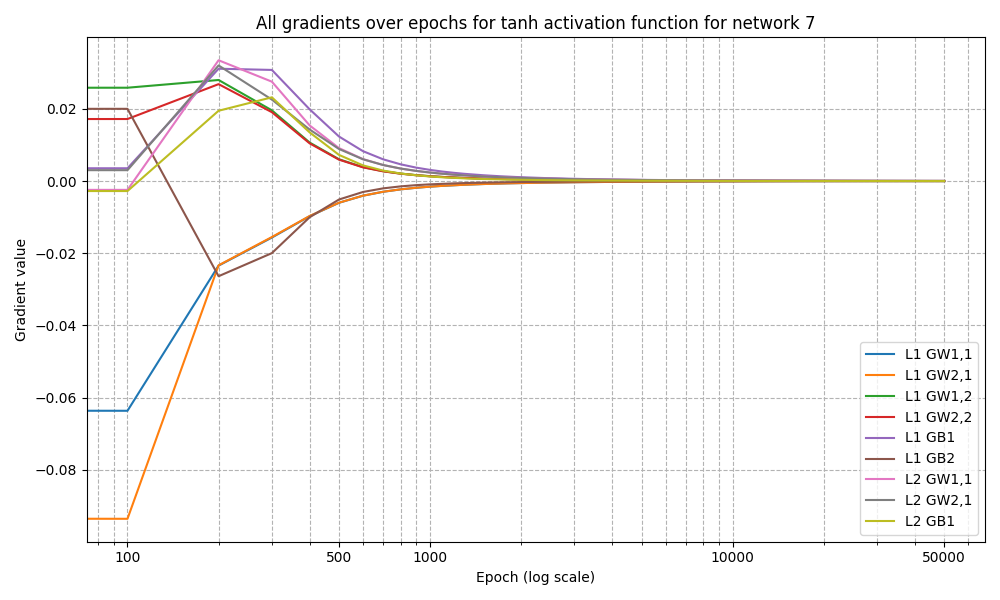 All gradients over epochs for tanh activation function for network 7
Gradient value
0.02
0.00
−0.02
−0.04
−0.06
−0.08
100
500
1000
10000
50000
Epoch (log scale)
L1 GW1,1
L1 GW2,1
L1 GW1,2
L1 GW2,2
L1 GB1
L1 GB2
L2 GW1,1
L2 GW2,1
L2 GB1